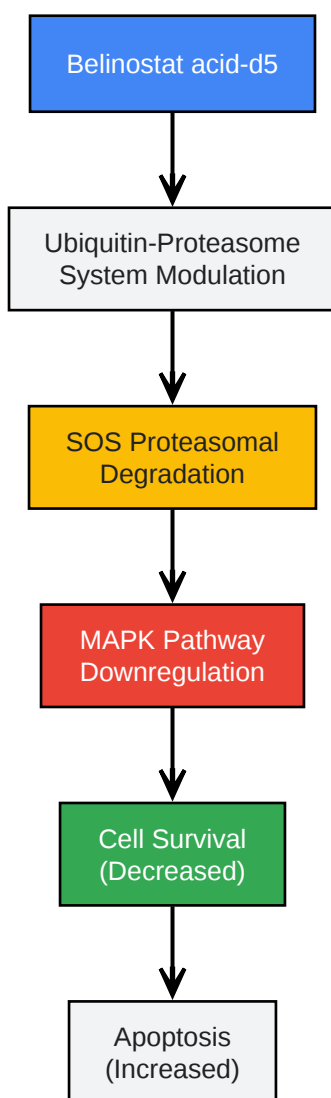 Belinostat acid-d5
Ubiquitin-Proteasome
System Modulation
SOS Proteasomal
Degradation
MAPK Pathway
Downregulation
Cell Survival
(Decreased)
Apoptosis
(Increased)